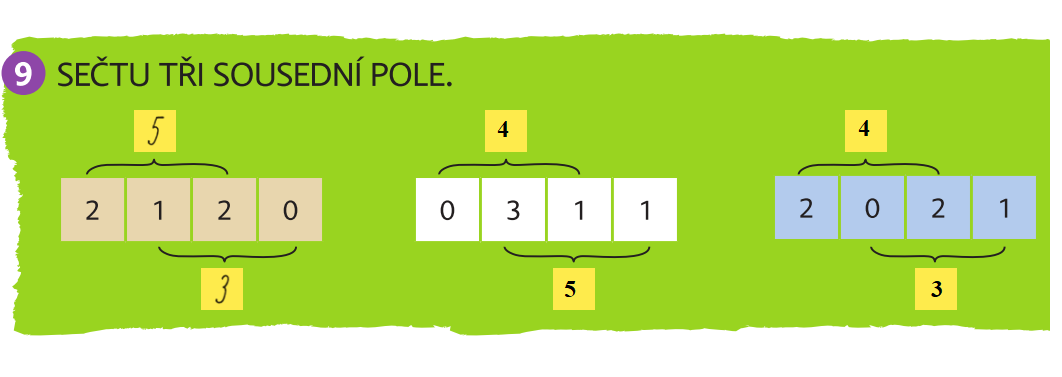 9 SEČTU TŘI SOUSEDNÍ POLE.
5 4 4
2 1 2 0 0 3 1 1 2 0 2 1
3 5 3